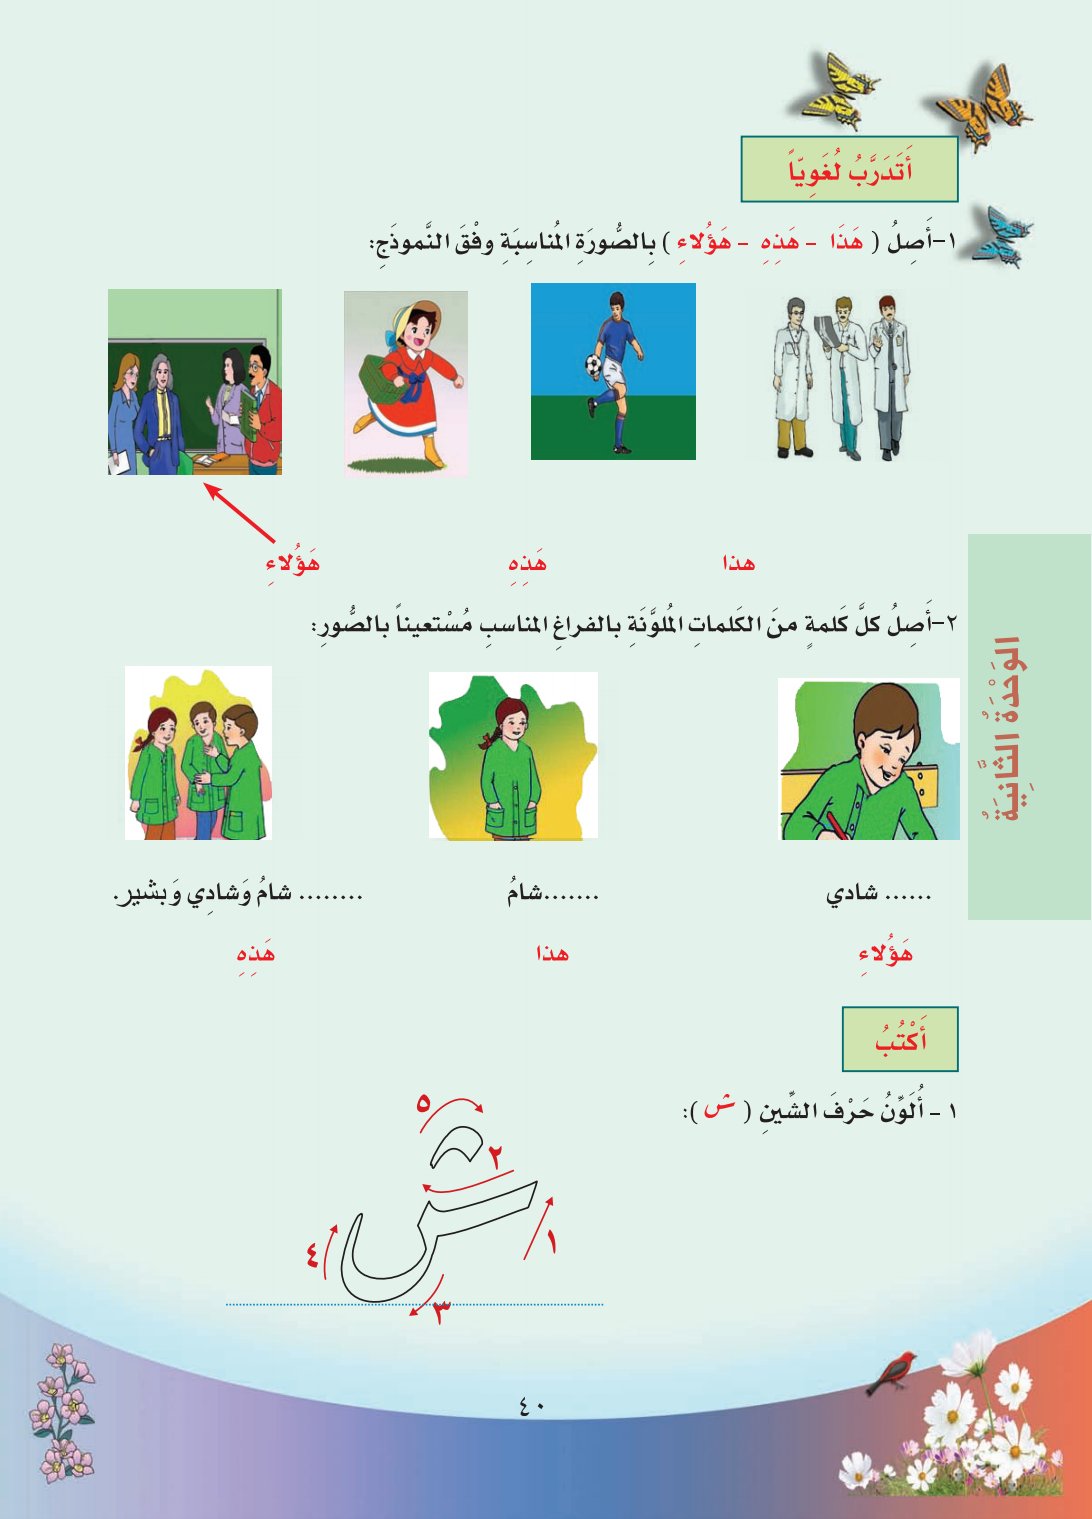 أَتَدَرَّبُ لُغَوِيّاً
١-أَصِلُ ( هَذَا - هَذِهِ - هَؤُلاءِ ) بِالصُّورَةِ المُناسِبَةِ وفْقَ النَّموذَجِ:
هذا هَذِهِ هَؤُلاءِ
٢-أَصِلُ كلَّ كَلمةٍ منَ الكَلماتِ المُلوَّنَةِ بالفراغِ المناسبِ مُسْتعيناً بالصُّورِ:
...... شادي .......شامُ ........ شامُ وَشادِي وَبشير.
هَؤُلاءِ هذا هَذِهِ
الوَحْدَةُ الثَّانِيَةُ
أَكْتُبُ
١ - أُلَوِّنُ حَرْفَ الشِّينِ ( ش ):
٥
٢
ش
١
٤
٣
٤٠